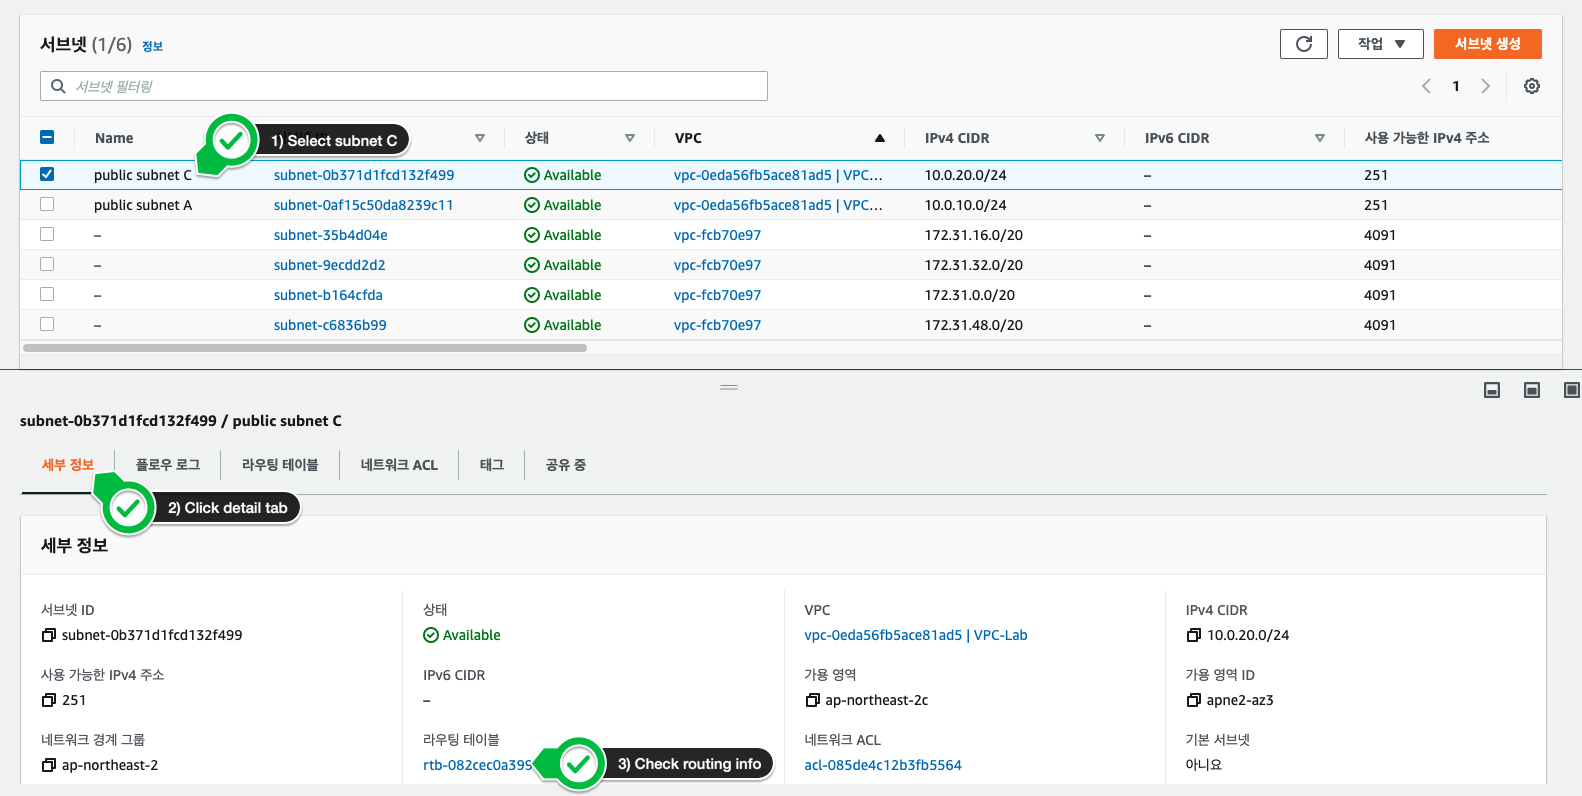 서브넷 (1/6) 정보
작업
서브넷 생성
서브넷 필터링
1
Name
1) Select subnet C
상태
VPC
IPv4 CIDR
IPv6 CIDR
사용 가능한 IPv4 주소
public subnet C subnet-0b371d1fcd132f499 Available vpc-0eda56fb5ace81ad5 | VPC... 10.0.20.0/24 – 251
public subnet A subnet-0af15c50da8239c11 Available vpc-0eda56fb5ace81ad5 | VPC... 10.0.10.0/24 – 251
– subnet-35b4d04e Available vpc-fcb70e97 172.31.16.0/20 – 4091
– subnet-9ecdd2d2 Available vpc-fcb70e97 172.31.32.0/20 – 4091
– subnet-b164cfda Available vpc-fcb70e97 172.31.0.0/20 – 4091
– subnet-c6836b99 Available vpc-fcb70e97 172.31.48.0/20 – 4091
subnet-0b371d1fcd132f499 / public subnet C
세부 정보
플로우 로그
라우팅 테이블
네트워크 ACL
태그
공유 중
2) Click detail tab
세부 정보
서브넷 ID
subnet-0b371d1fcd132f499
상태
Available
VPC
vpc-0eda56fb5ace81ad5 | VPC-Lab
IPv4 CIDR
10.0.20.0/24
사용 가능한 IPv4 주소
251
IPv6 CIDR
–
가용 영역
ap-northeast-2c
가용 영역 ID
apne2-az3
네트워크 경계 그룹
ap-northeast-2
라우팅 테이블
rtb-082cec0a399
3) Check routing info
네트워크 ACL
acl-085de4c12b3fb5564
기본 서브넷
아니요